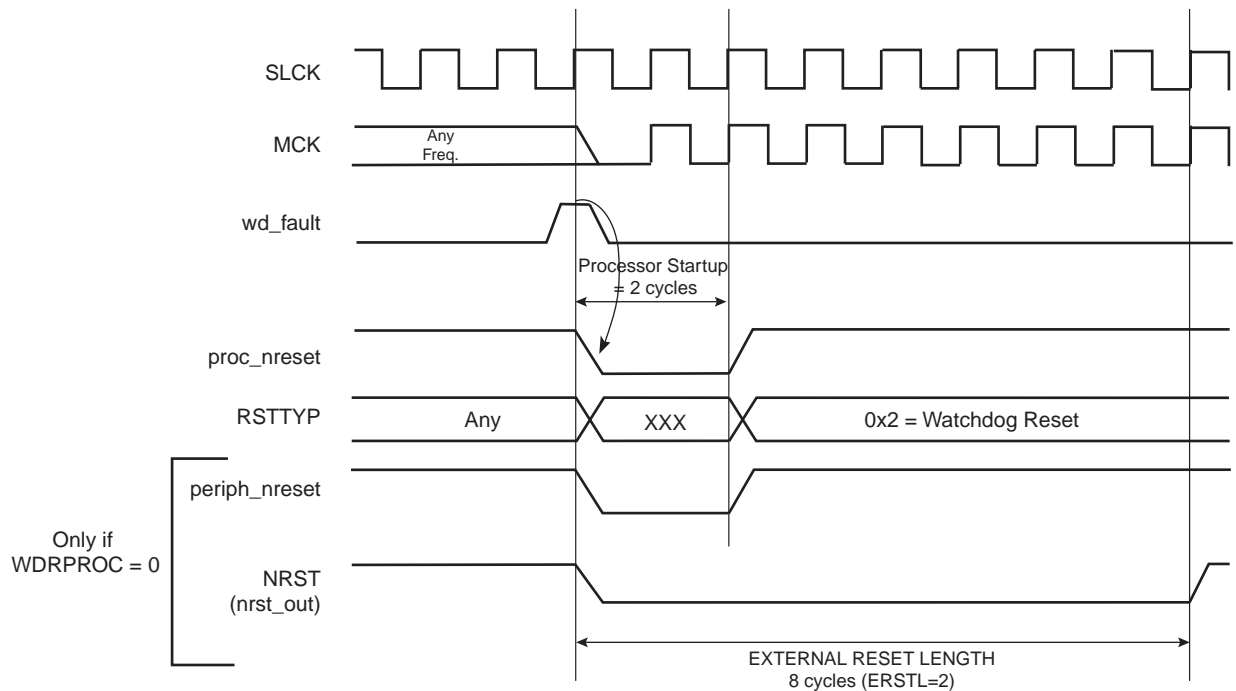 SLCK
MCK
Any
Freq.
wd_fault
Processor Startup
= 2 cycles
proc_nreset
RSTTYP
Any
XXX
0x2 = Watchdog Reset
periph_nreset
Only if
WDRPROC = 0
NRST
(nrst_out)
EXTERNAL RESET LENGTH
8 cycles (ERSTL=2)